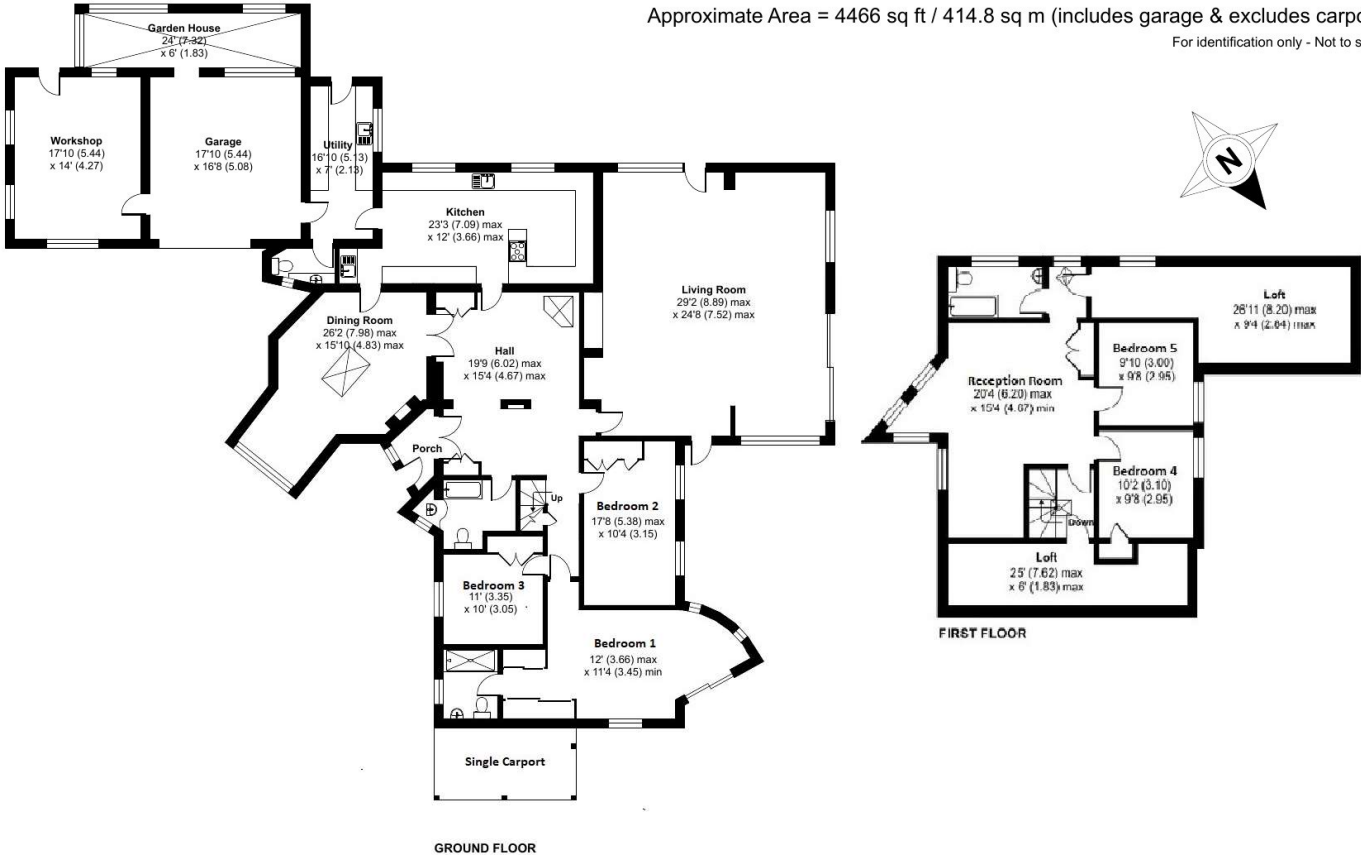 Approximate Area = 4466 sq ft / 414.8 sq m (includes garage & excludes carpo
For identification only - Not to s
Garden House
24' (7.32)
x 6' (1.83)
Workshop
17'10 (5.44)
x 14' (4.27)
Garage
17'10 (5.44)
x 16'8 (5.08)
Utility
16'10 (5.13)
x 7' (2.13)
Kitchen
23'3 (7.09) max
x 12' (3.66) max
Living Room
29'2 (8.89) max
x 24'8 (7.52) max
Dining Room
26'2 (7.98) max
x 15'10 (4.83) max
Hall
19'9 (6.02) max
x 15'4 (4.67) max
Porch
Up
Bedroom 2
17'8 (5.38) max
x 10'4 (3.15)
Bedroom 3
11' (3.35)
x 10' (3.05)
Bedroom 1
12' (3.66) max
x 11'4 (3.45) min
Single Carport
GROUND FLOOR
N
Loft
26'11 (8.20) max
x 9'4 (2.84) max
Bedroom 5
9'10 (3.00)
x 9'8 (2.95)
Reception Room
20'4 (6.20) max
x 15'4 (4.67) min
Bedroom 4
10'2 (3.10)
x 9'8 (2.95)
Down
Loft
25' (7.62) max
x 6' (1.83) max
FIRST FLOOR